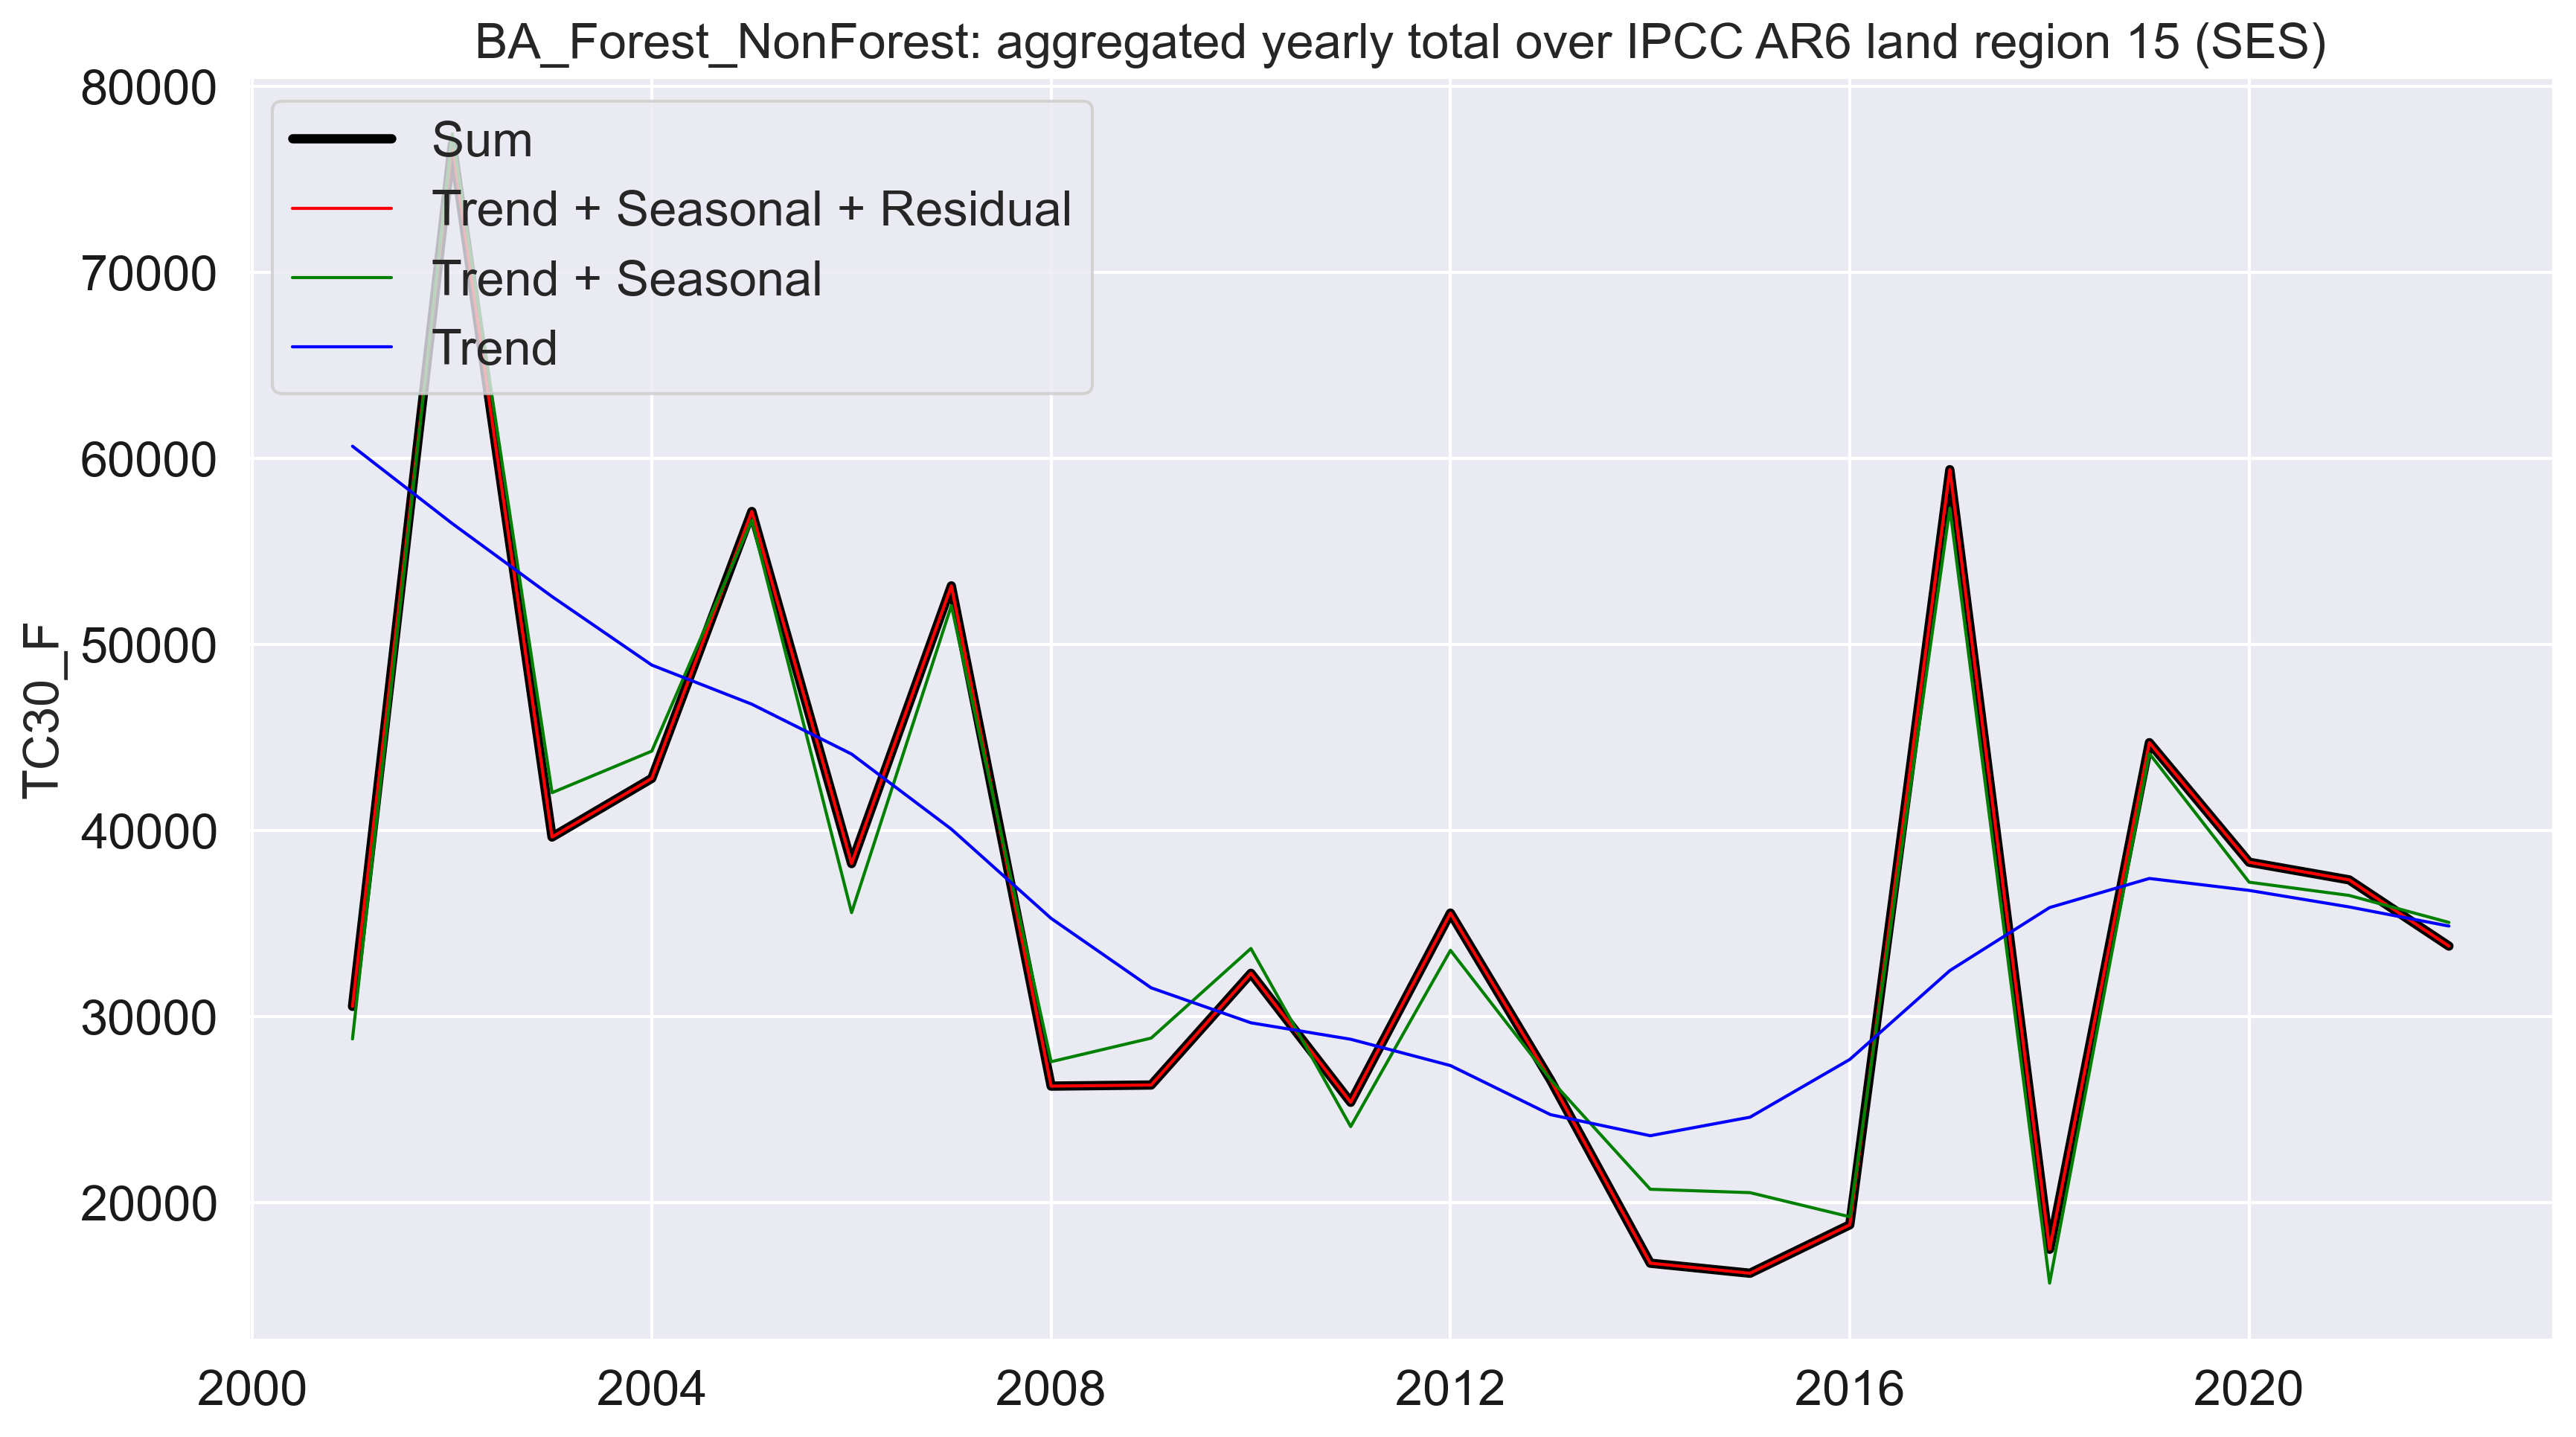 BA_Forest_NonForest: aggregated yearly total over IPCC AR6 land region 15 (SES)
80000
70000
60000
50000
40000
30000
20000
TC30_F
Sum
Trend + Seasonal + Residual
Trend + Seasonal
Trend
2000 2004 2008 2012 2016 2020